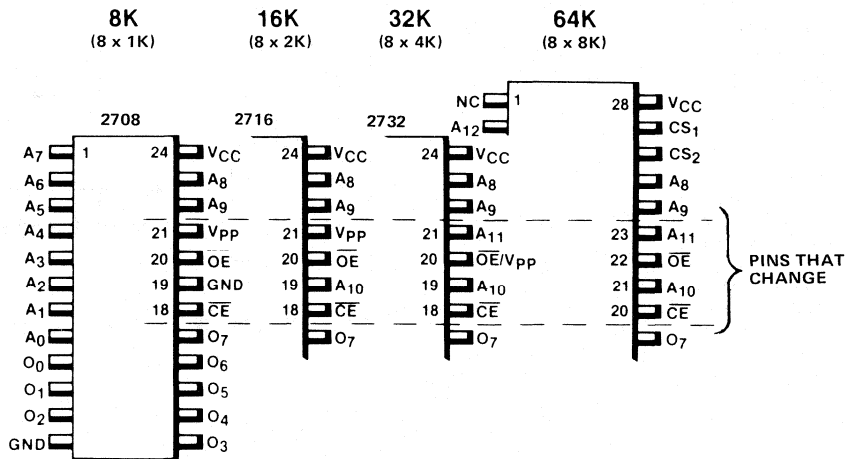 8K 16K 32K 64K
(8 x 1K) (8 x 2K) (8 x 4K) (8 x 8K)
NC 1 28 VCC
2708 2716 2732 A12 CS1
A7 1 24 VCC 24 VCC 24 VCC CS2
A6 A8 A8 A8 A8
A5 A9 A9 A9 A9
A4 21 VPP 21 VPP 21 A11 23 A11
A3 20 OE 20 OE 20 OE/VPP 22 OE PINS THAT
A2 19 GND 19 A10 19 A10 21 A10 CHANGE
A1 18 CE 18 CE 18 CE 20 CE
A0 O7 O7 O7 O7
O0 O6
O1 O5
O2 O4
GND O3